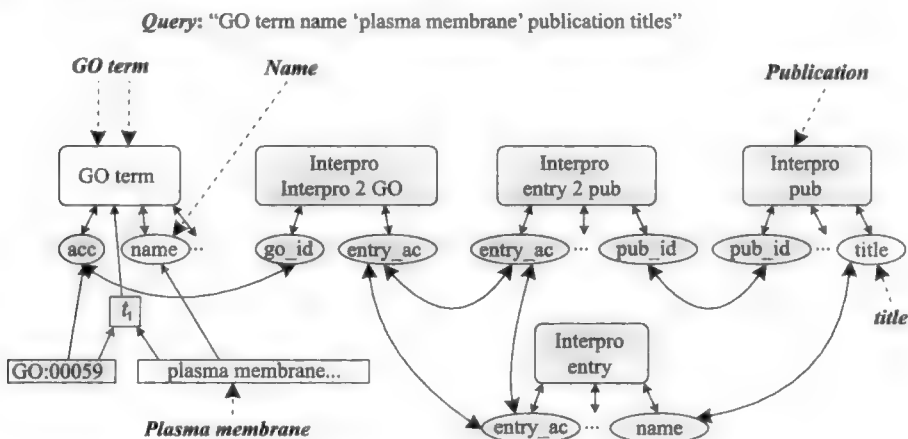 Query: “GO term name ‘plasma membrane’ publication titles”
GO term
Name
Publication
GO term
Interpro
Interpro 2 GO
Interpro
entry 2 pub
Interpro
pub
acc
name
...
go_id
entry_ac
entry_ac
...
pub_id
pub_id
...
title
t1
title
GO:00059
plasma membrane...
Interpro
entry
Plasma membrane
entry_ac
...
name